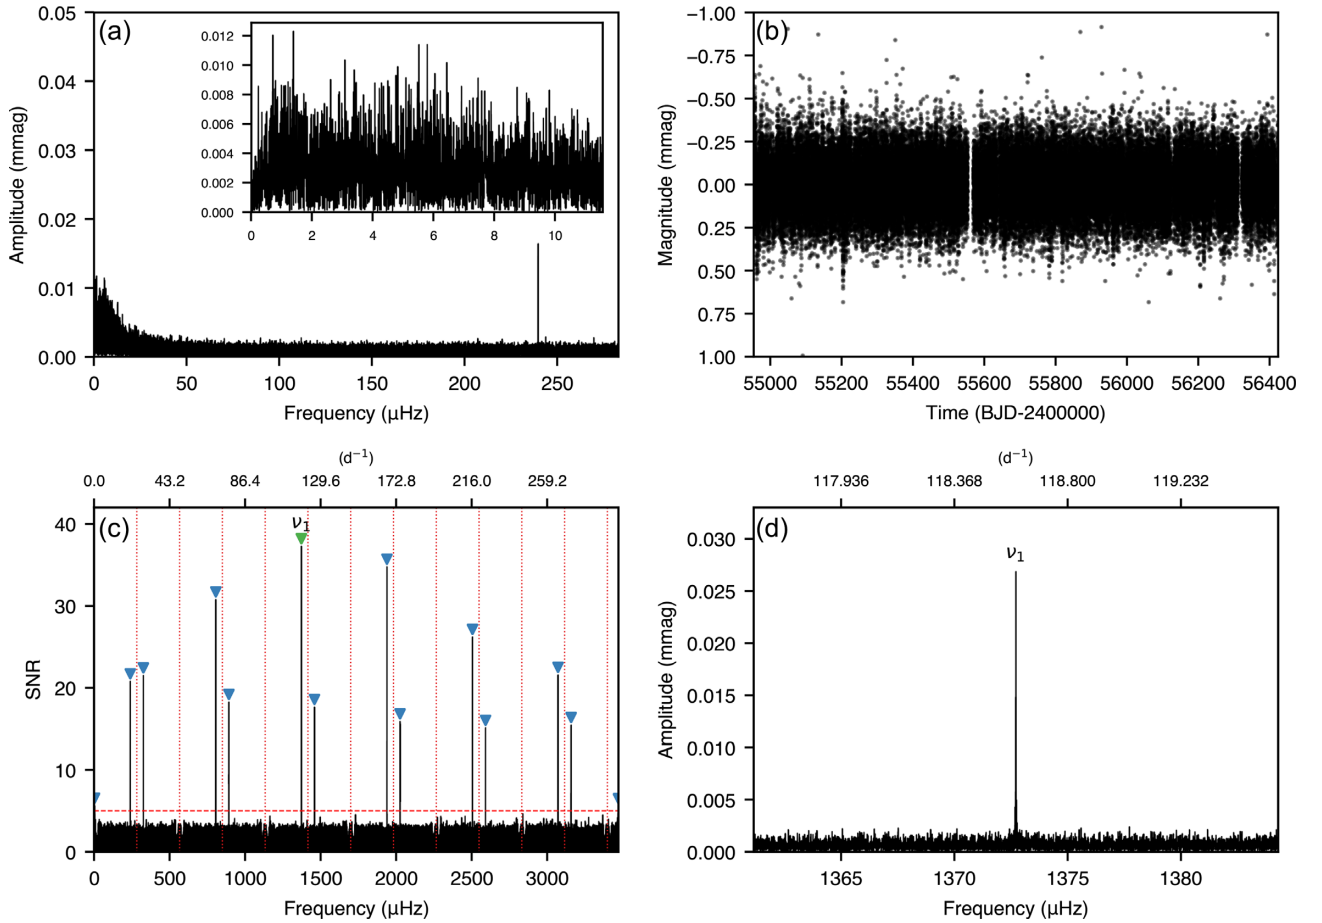 (a)
0.05
0.04
0.03
0.02
0.01
0.00
Amplitude (mmag)
0.012
0.010
0.008
0.006
0.004
0.002
0.000
0 2 4 6 8 10
0 50 100 150 200 250
Frequency (μHz)
(b)
−1.00
−0.75
−0.50
−0.25
0.00
0.25
0.50
0.75
1.00
Magnitude (mmag)
55000 55200 55400 55600 55800 56000 56200 56400
Time (BJD-2400000)
(d⁻¹)
0.0 43.2 86.4 129.6 172.8 216.0 259.2
(c)
ν₁
40
30
20
10
0
SNR
0 500 1000 1500 2000 2500 3000
Frequency (μHz)
(d⁻¹)
117.936 118.368 118.800 119.232
(d)
ν₁
0.030
0.025
0.020
0.015
0.010
0.005
0.000
Amplitude (mmag)
1365 1370 1375 1380
Frequency (μHz)